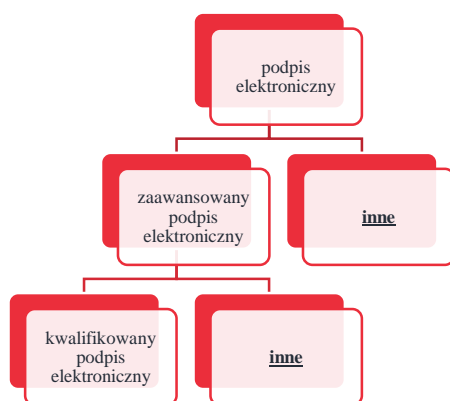 podpis
elektroniczny
zaawansowany
podpis
elektroniczny
inne
kwalifikowany
podpis
elektroniczny
inne